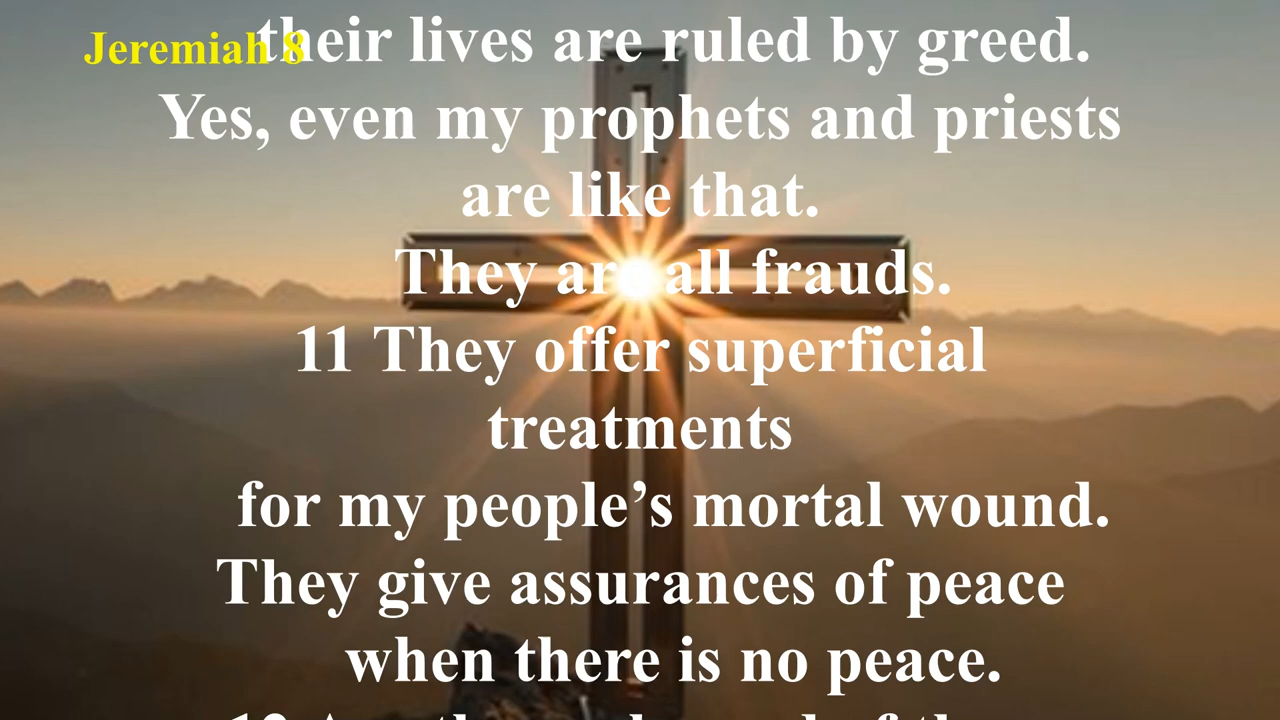 Jeremiah 8
their lives are ruled by greed.
Yes, even my prophets and priests
are like that.
They are all frauds.
11 They offer superficial
treatments
for my people’s mortal wound.
They give assurances of peace
when there is no peace.